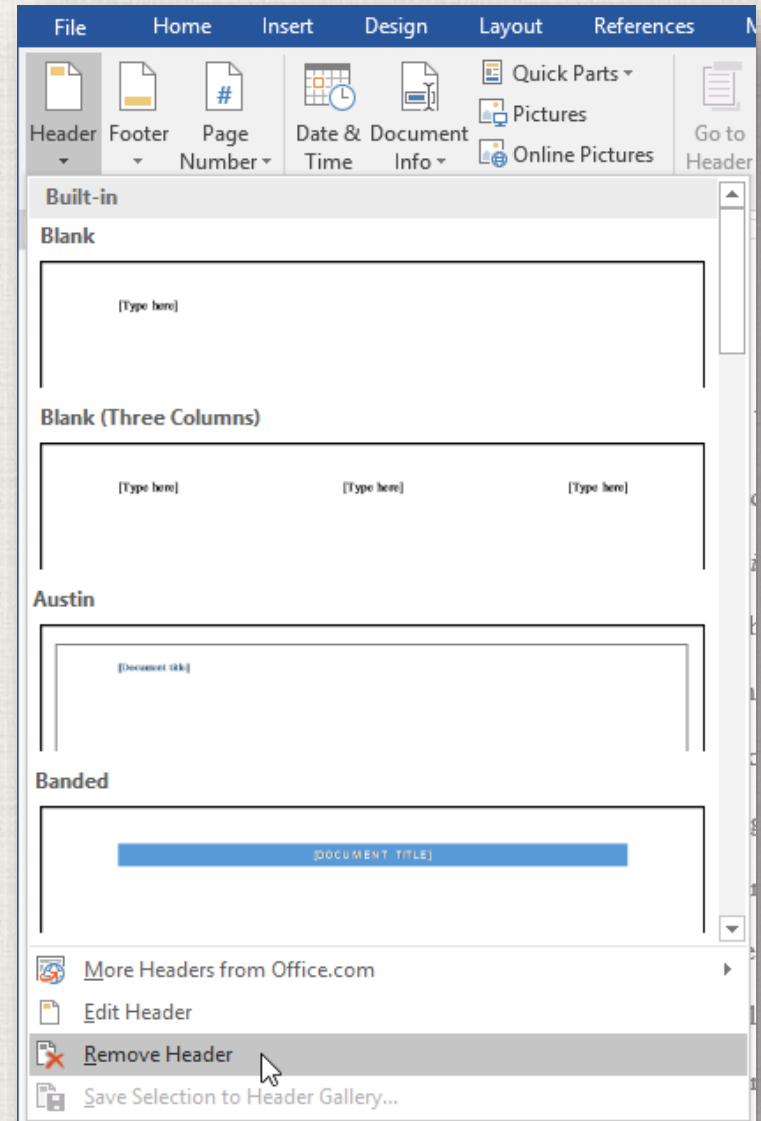 File Home Insert Design Layout References
Header Footer Page Number Date & Time Document Info Quick Parts
Pictures
Online Pictures
Go to Header
Built-in
Blank
[Type here]
Blank (Three Columns)
[Type here] [Type here] [Type here]
Austin
[Document title]
Banded
[DOCUMENT TITLE]
More Headers from Office.com
Edit Header
Remove Header
Save Selection to Header Gallery...